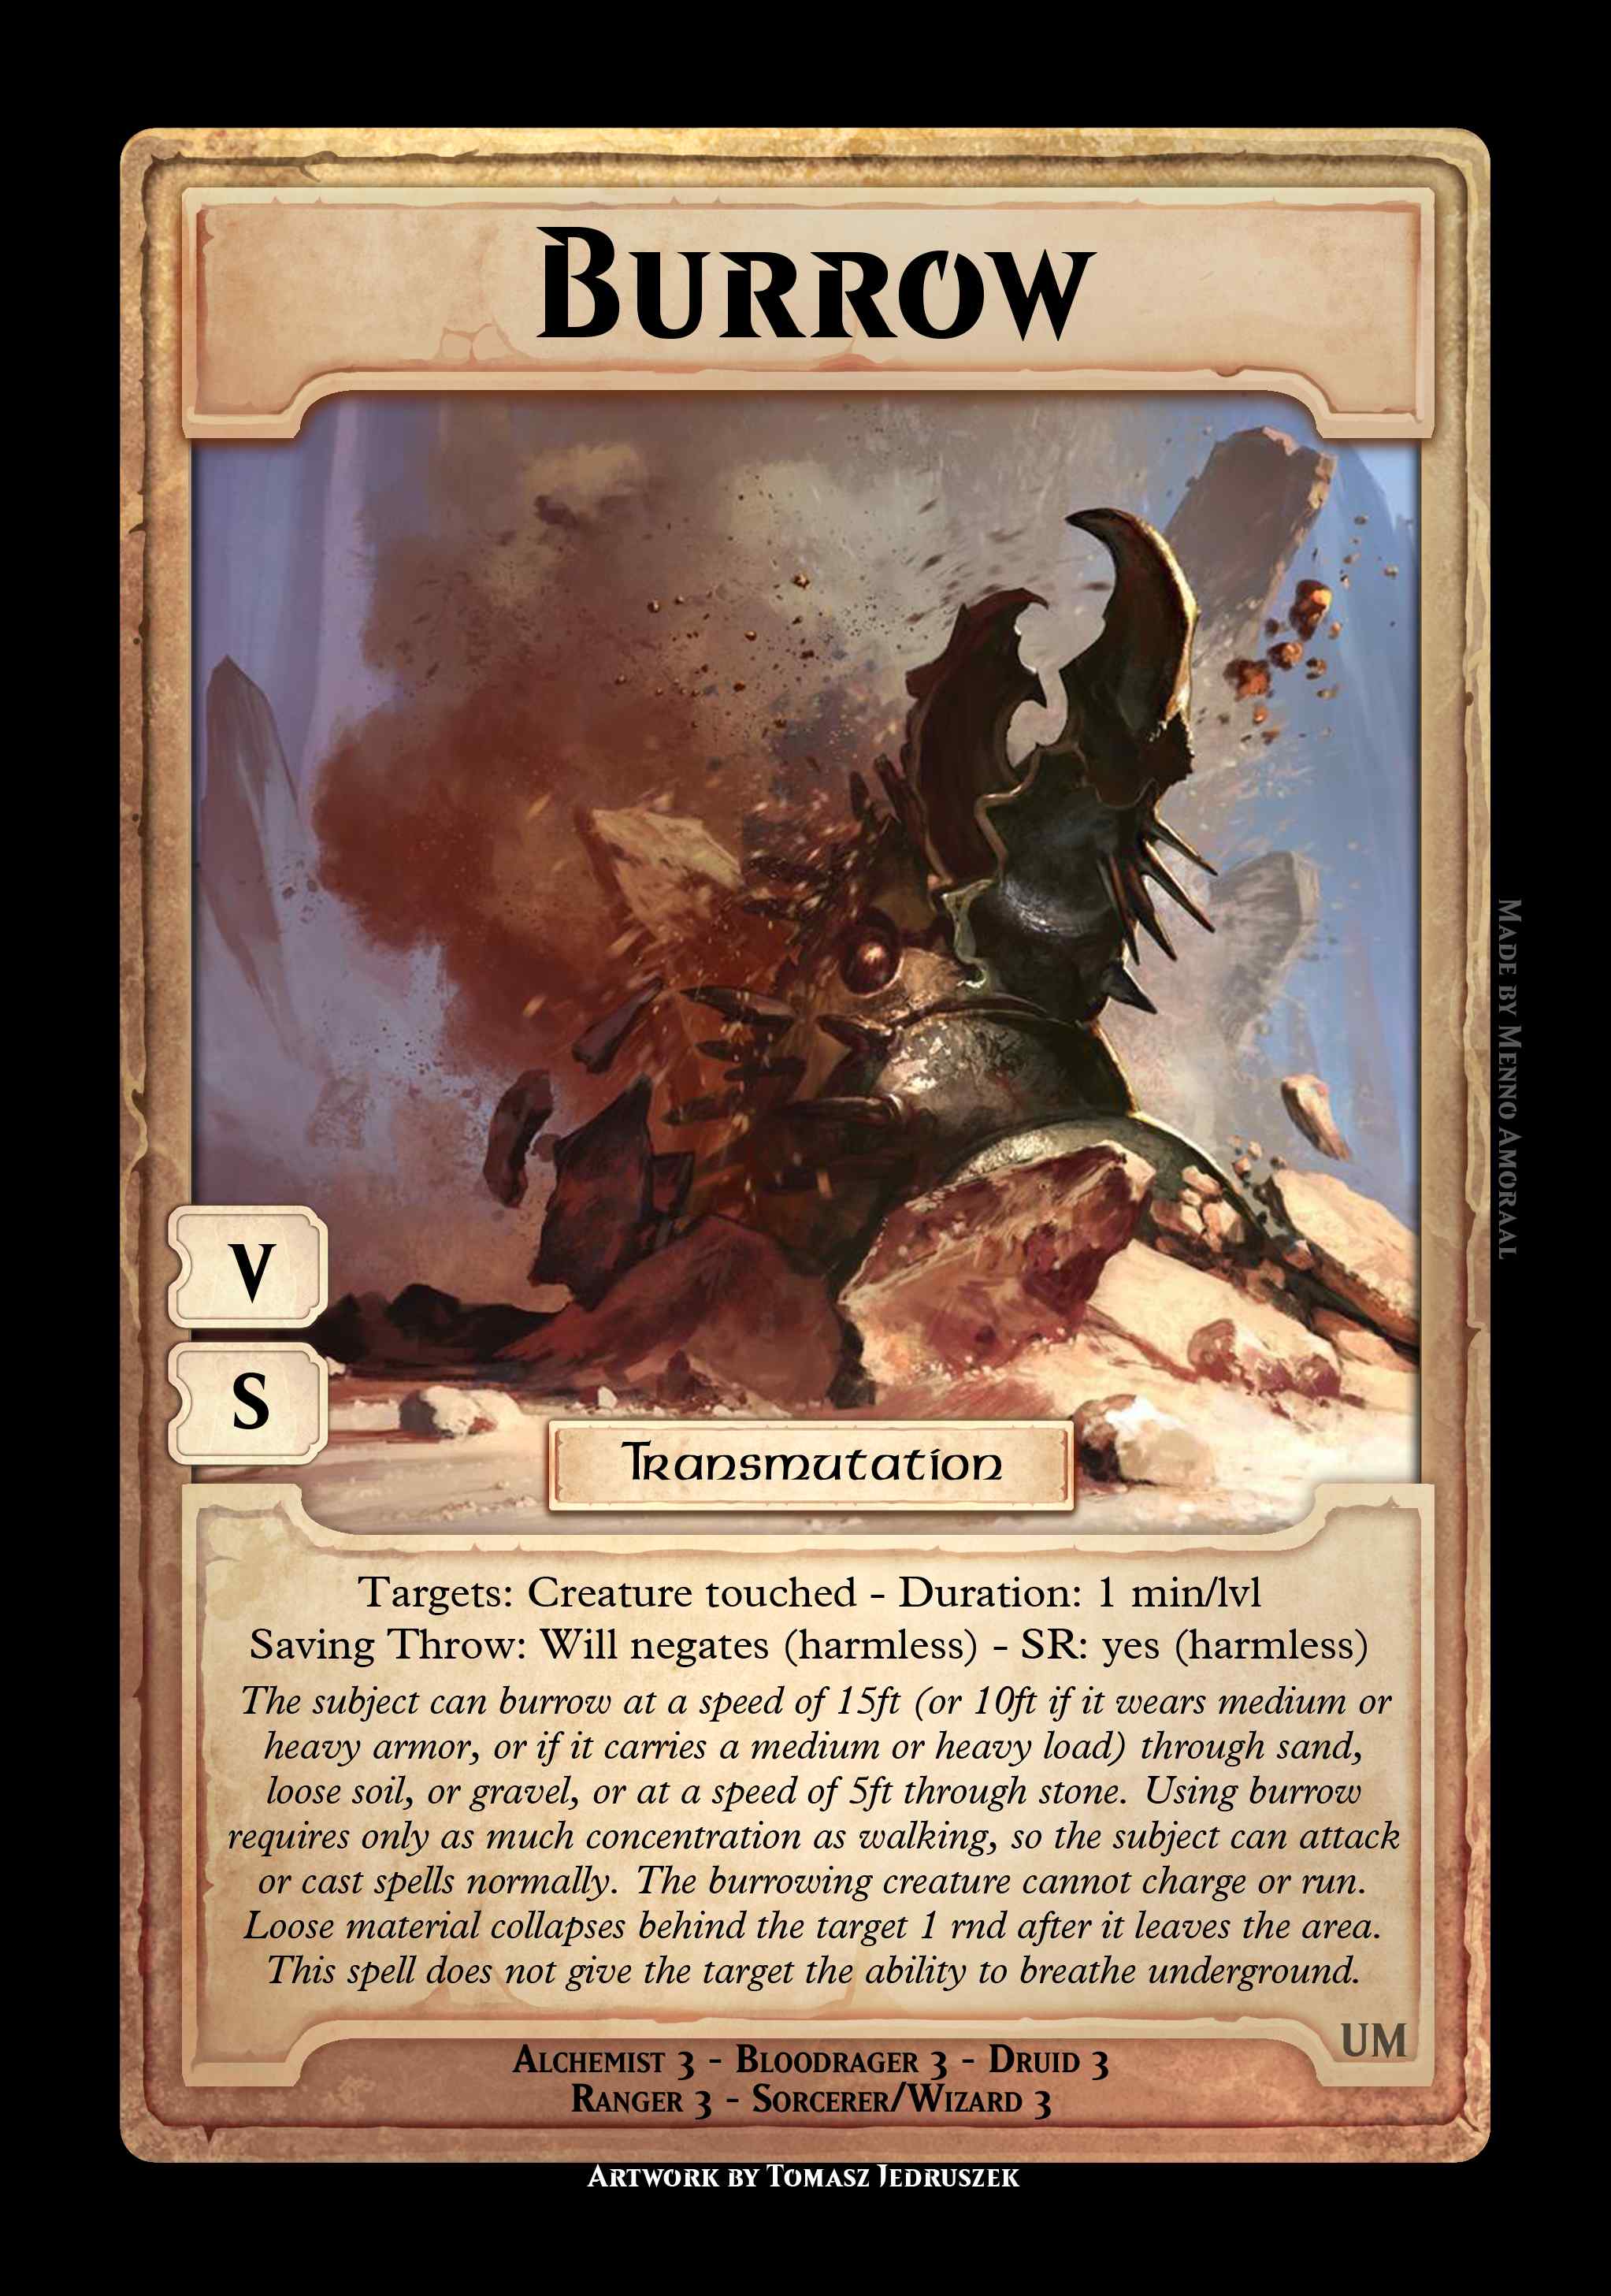 Burrow
V
S
Transmutation
Targets: Creature touched - Duration: 1 min/lvl
Saving Throw: Will negates (harmless) - SR: yes (harmless)
The subject can burrow at a speed of 15ft (or 10ft if it wears medium or
heavy armor, or if it carries a medium or heavy load) through sand,
loose soil, or gravel, or at a speed of 5ft through stone. Using burrow
requires only as much concentration as walking, so the subject can attack
or cast spells normally. The burrowing creature cannot charge or run.
Loose material collapses behind the target 1 rnd after it leaves the area.
This spell does not give the target the ability to breathe underground.
UM
Alchemist 3 - Bloodrager 3 - Druid 3
Ranger 3 - Sorcerer/Wizard 3
Artwork by Tomasz Jedruszek
Made by Menno Amoraal